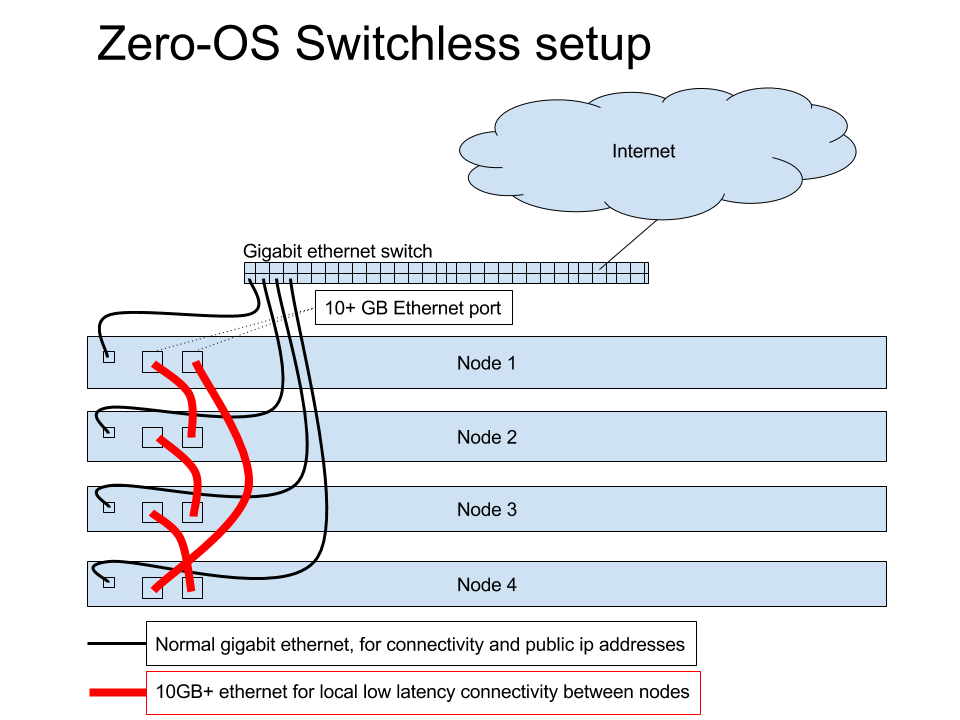 Zero-OS Switchless setup
Internet
Gigabit ethernet switch
10+ GB Ethernet port
Node 1
Node 2
Node 3
Node 4
Normal gigabit ethernet, for connectivity and public ip addresses
10GB+ ethernet for local low latency connectivity between nodes